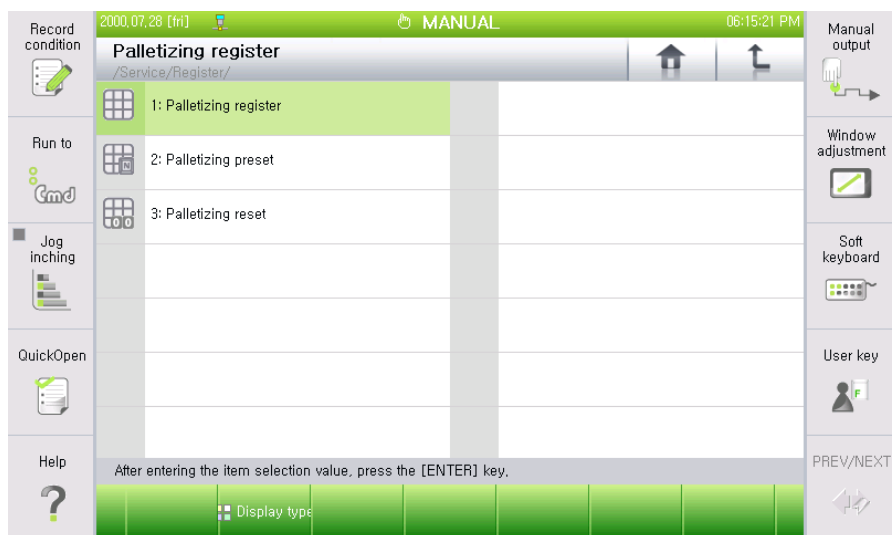 Record
condition
Run to
Cmd
Jog
inching
QuickOpen
Help
2000,07,28 [fri]
MANUAL
06:15:21 PM
Palletizing register
/Service/Register/
1: Palletizing register
2: Palletizing preset
3: Palletizing reset
After entering the item selection value, press the [ENTER] key,
Display type
Manual
output
Window
adjustment
Soft
keyboard
User key
F
PREV/NEXT